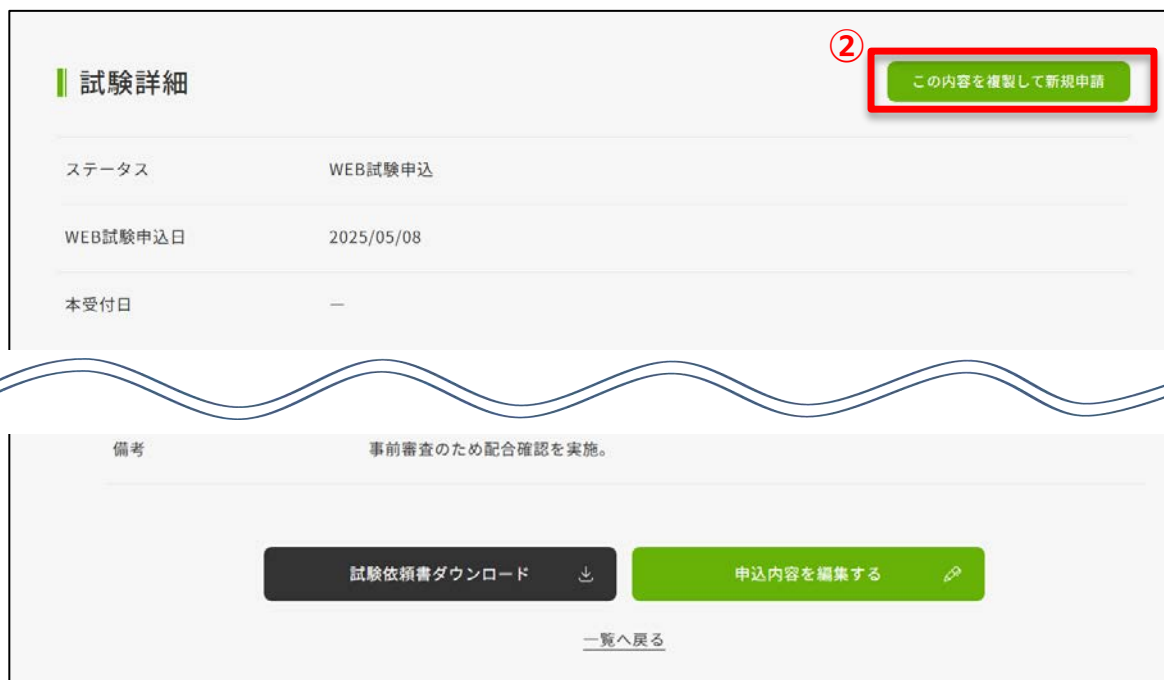 ②
試験詳細
この内容を複製して新規申請
ステータス WEB試験申込
WEB試験申込日 2025/05/08
本受付日 —
備考 事前審査のため配合確認を実施。
試験依頼書ダウンロード 申込内容を編集する
一覧へ戻る